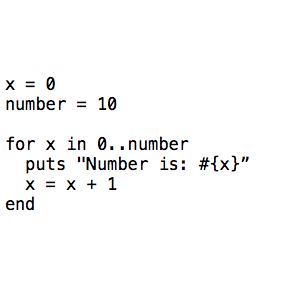 x = 0
number = 10

for x in 0..number
  puts "Number is: #{x}”
  x = x + 1
end